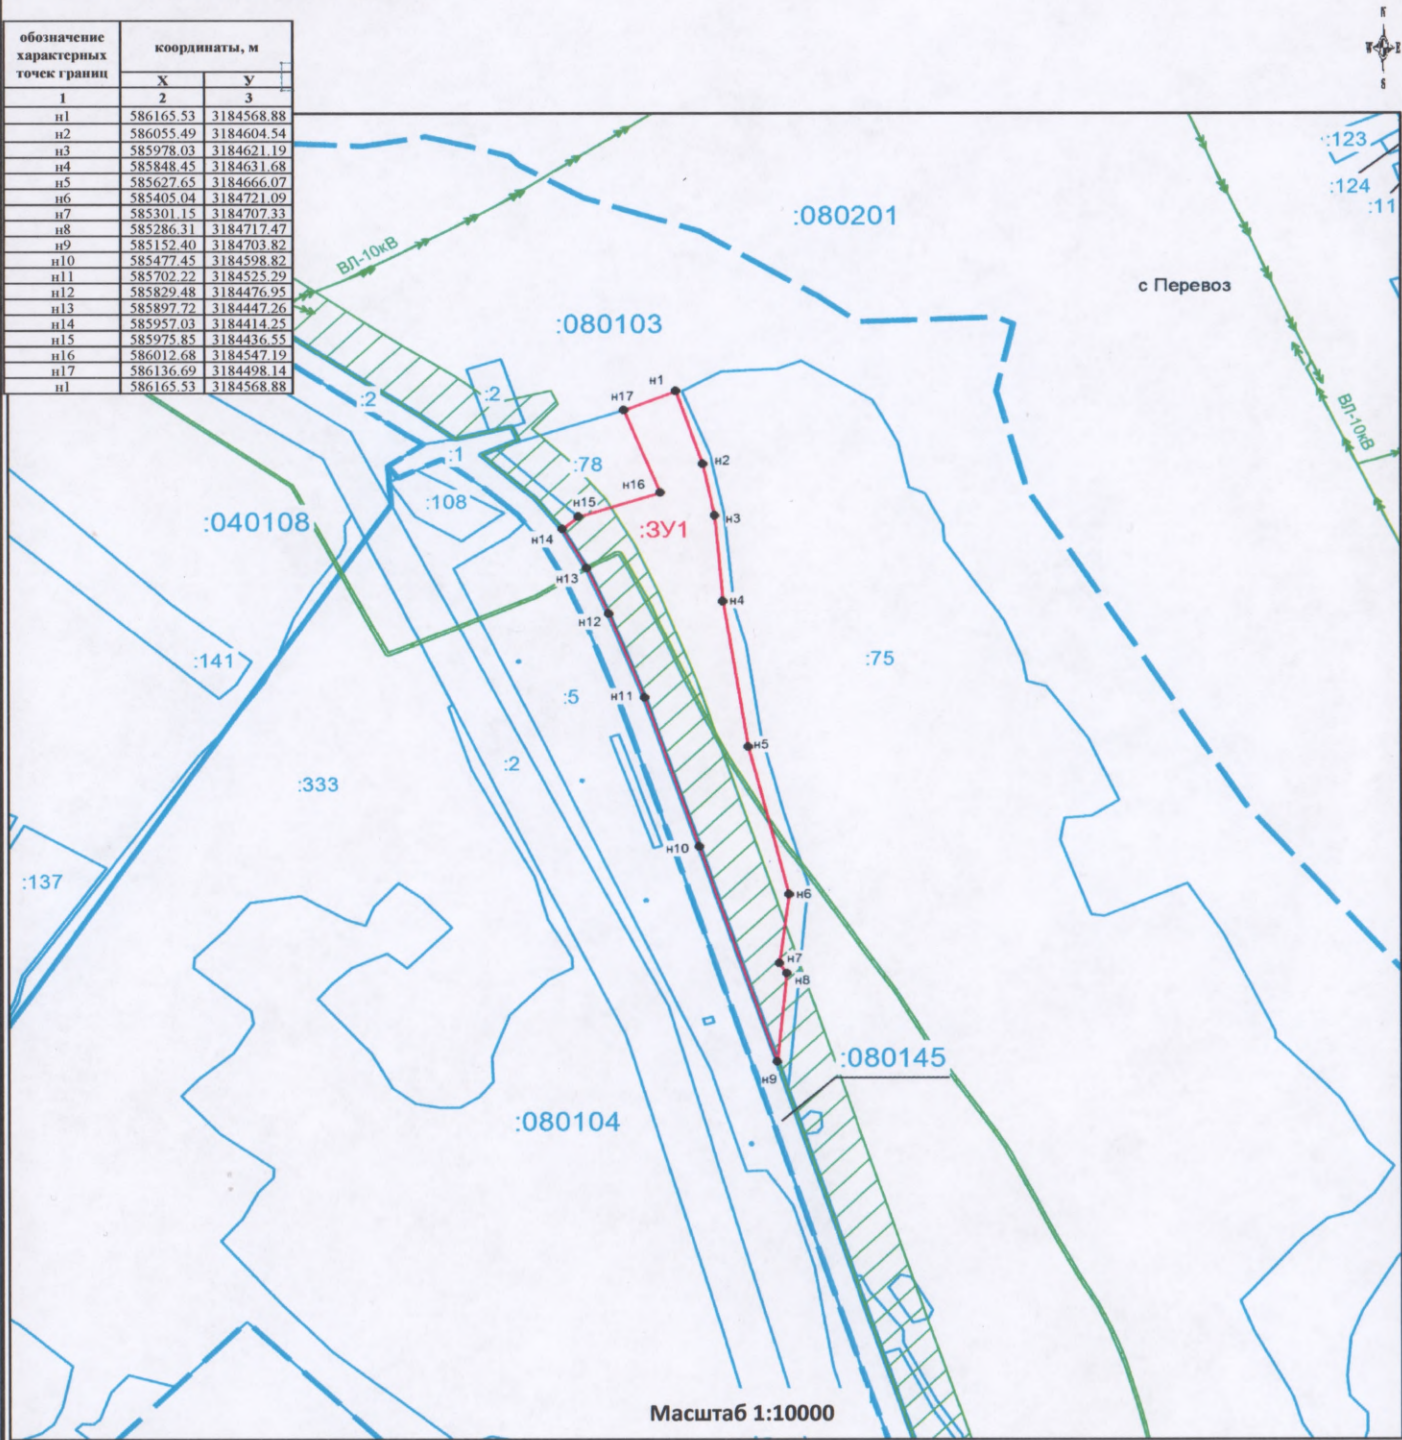 N
W E
S
обозначение характерных точек границ | координаты, м
X | У
1 | 2 | 3
н1 | 586165.53 | 3184568.88
н2 | 586055.49 | 3184604.54
н3 | 585978.03 | 3184621.19
н4 | 585848.45 | 3184631.68
н5 | 585627.65 | 3184666.07
н6 | 585405.04 | 3184721.09
н7 | 585301.15 | 3184707.33
н8 | 585286.31 | 3184717.47
н9 | 585152.40 | 3184703.82
н10 | 585477.45 | 3184598.82
н11 | 585702.22 | 3184525.29
н12 | 585829.48 | 3184476.95
н13 | 585897.72 | 3184447.26
н14 | 585957.03 | 3184414.25
н15 | 585975.85 | 3184436.55
н16 | 586012.68 | 3184547.19
н17 | 586136.69 | 3184498.14
н1 | 586165.53 | 3184568.88
:123
:124
:11
:080201
ВЛ-10кВ
с Перевоз
:080103
н1
н17
:2
:2
ВЛ-10кВ
:1
н2
:78
н16
:108
н15
н3
:040108
:ЗУ1
н14
н13
н4
н12
:141
:75
:5
н11
н5
:2
:333
н10
:137
н6
н7
н8
:080145
н9
:080104
Масштаб 1:10000